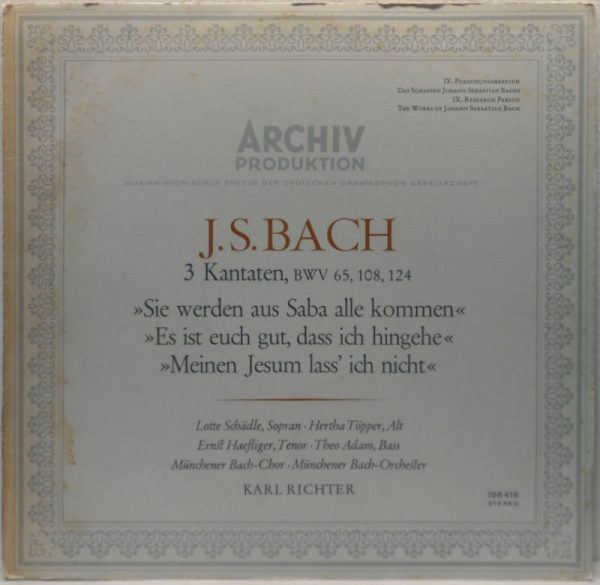 IX. Forschungsbereich
Das Schaffen Johann Sebastian Bachs
IX. Research Period
The Works of Johann Sebastian Bach
ARCHIV
PRODUKTION
MUSIKHISTORISCHES STUDIO DER DEUTSCHEN GRAMMOPHON GESELLSCHAFT
J. S. BACH
3 Kantaten, BWV 65, 108, 124
»Sie werden aus Saba alle kommen«
»Es ist euch gut, dass ich hingehe«
»Meinen Jesum lass’ ich nicht«
Lotte Schädle, Sopran · Hertha Töpper, Alt
Ernst Haefliger, Tenor · Theo Adam, Bass
Münchener Bach-Chor · Münchener Bach-Orchester
KARL RICHTER
198 416
STEREO